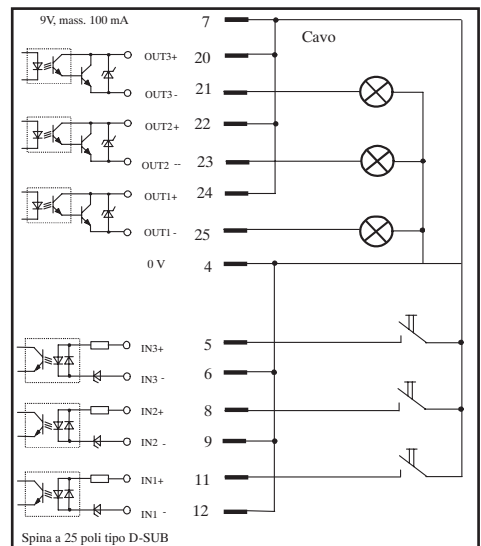 9V, mass. 100 mA 7
Cavo
OUT3+ 20
OUT3 - 21
OUT2+ 22
OUT2 -- 23
OUT1+ 24
OUT1 - 25
0 V 4
IN3+ 5
IN3 - 6
IN2+ 8
IN2 - 9
IN1+ 11
IN1 - 12
Spina a 25 poli tipo D-SUB